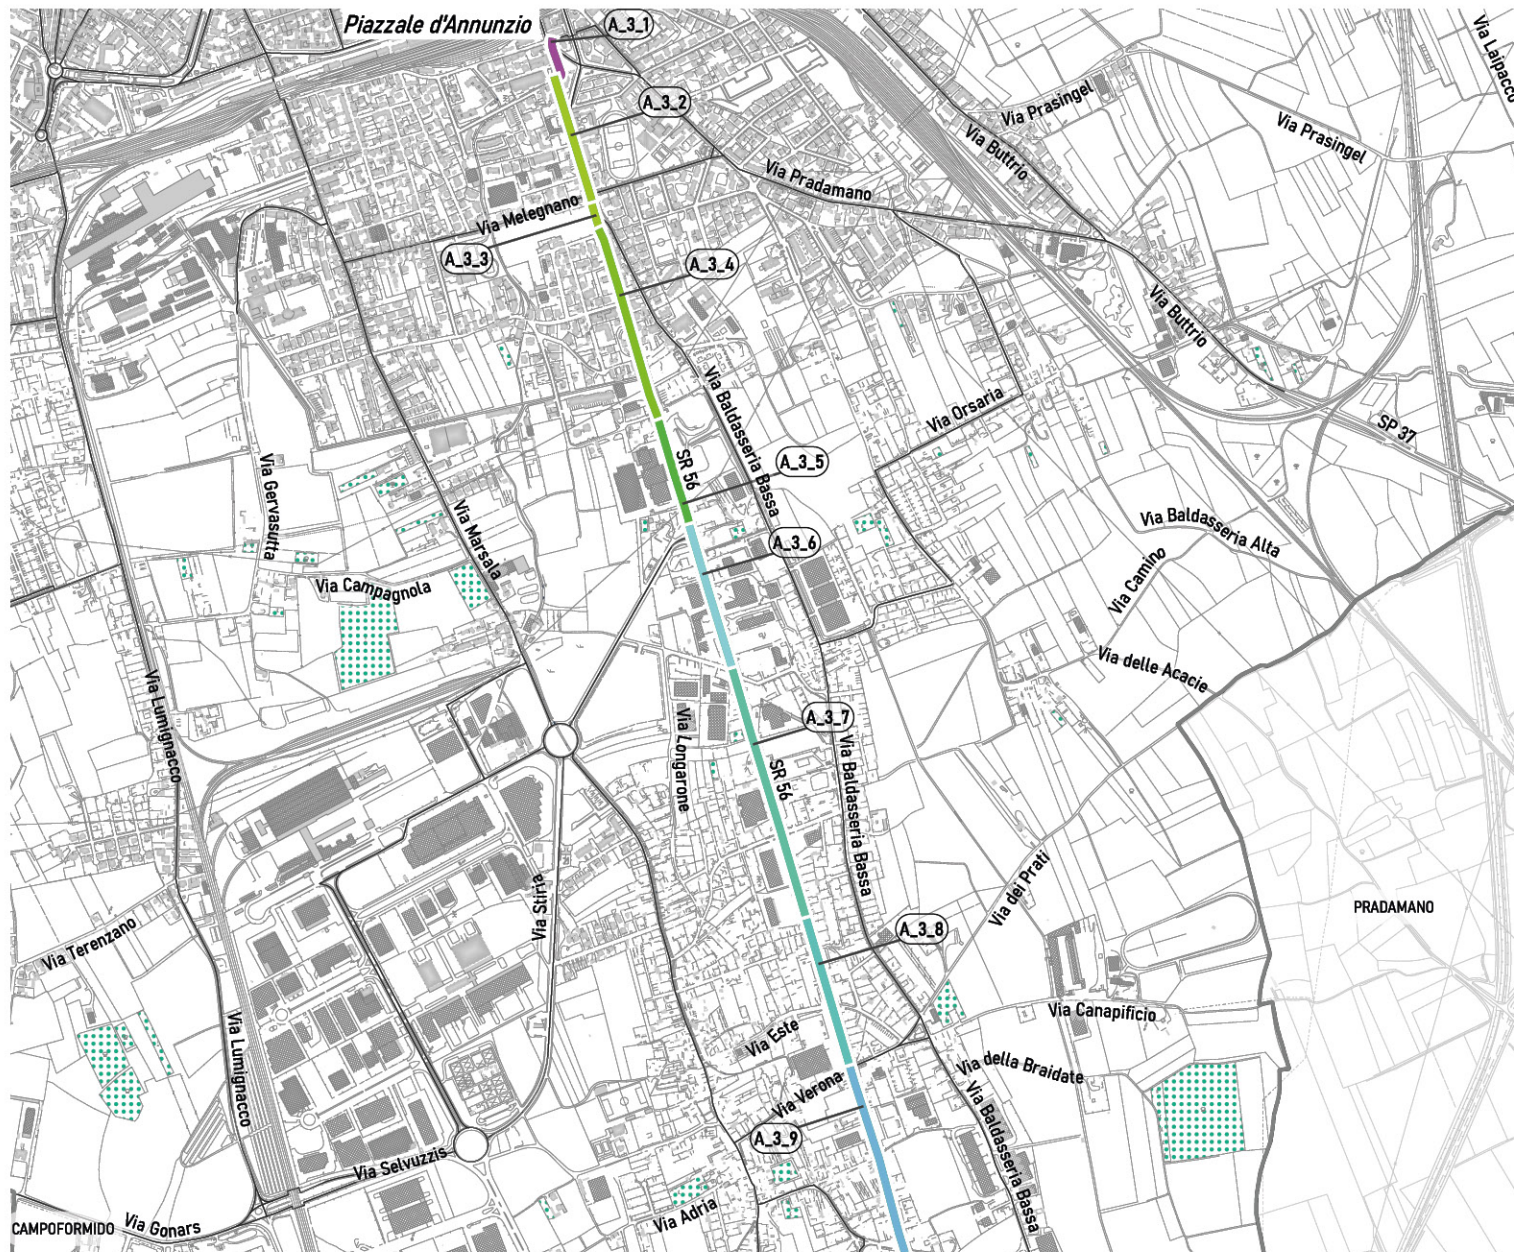 Piazzale d'Annunzio
A_3_1
Via Laipacco
A_3_2
Via Prasingel
Via Prasingel
Via Buttrio
Via Pradamano
Via Melegnano
A_3_3
A_3_4
Via Buttrio
Via Baldasseria Bassa
Via Orsaria
SP 37
SR 56
A_3_5
Via Gervasutta
Via Marsala
Via Baldasseria Alta
A_3_6
Via Campagnola
Via Camino
Via delle Acacie
Via Lumignacco
Via Longarone
A_3_7
SR 56
Via Baldasseria Bassa
Via Stiria
Via dei Prati
PRADAMANO
Via Terenzano
A_3_8
Via Canapificio
Via Lumignacco
Via Este
Via della Braidate
Via Verona
Via Baldasseria Bassa
A_3_9
Via Selvuzzis
Via Adria
CAMPOFORMIDO
Via Gonars